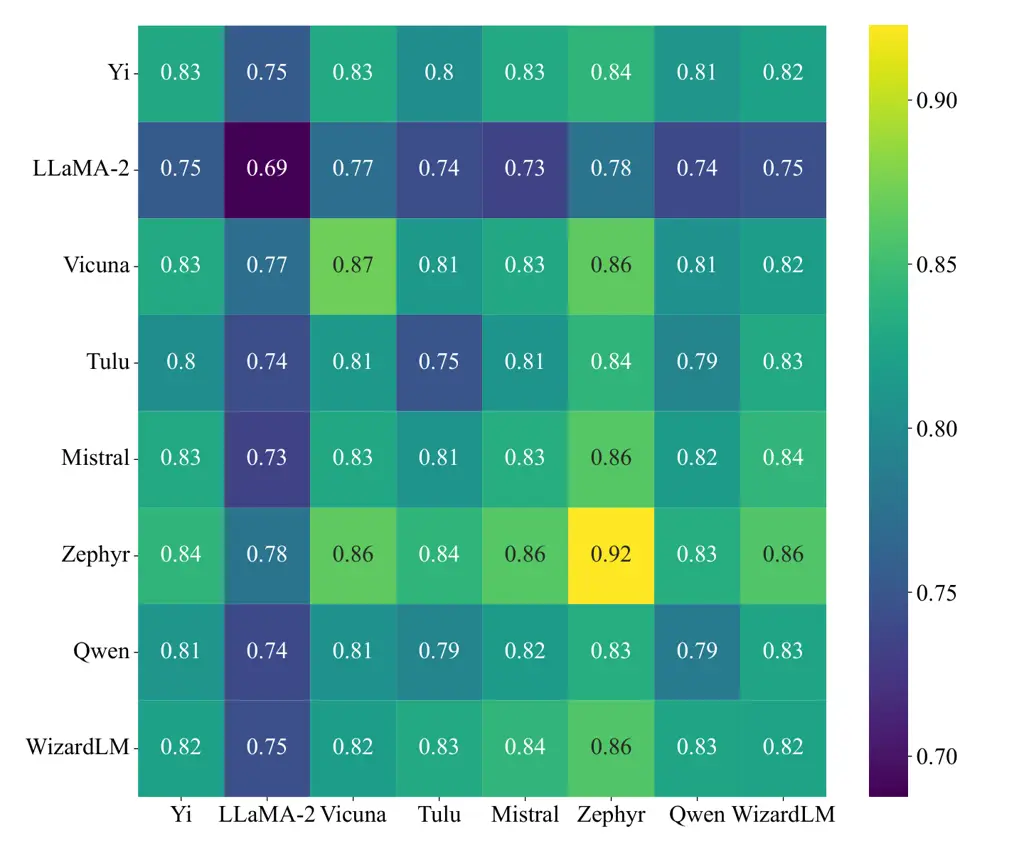 Yi 0.83 0.75 0.83 0.8 0.83 0.84 0.81 0.82
LLaMA-2 0.75 0.69 0.77 0.74 0.73 0.78 0.74 0.75
Vicuna 0.83 0.77 0.87 0.81 0.83 0.86 0.81 0.82
Tulu 0.8 0.74 0.81 0.75 0.81 0.84 0.79 0.83
Mistral 0.83 0.73 0.83 0.81 0.83 0.86 0.82 0.84
Zephyr 0.84 0.78 0.86 0.84 0.86 0.92 0.83 0.86
Qwen 0.81 0.74 0.81 0.79 0.82 0.83 0.79 0.83
WizardLM 0.82 0.75 0.82 0.83 0.84 0.86 0.83 0.82
Yi LLaMA-2 Vicuna Tulu Mistral Zephyr Qwen WizardLM
0.90
0.85
0.80
0.75
0.70